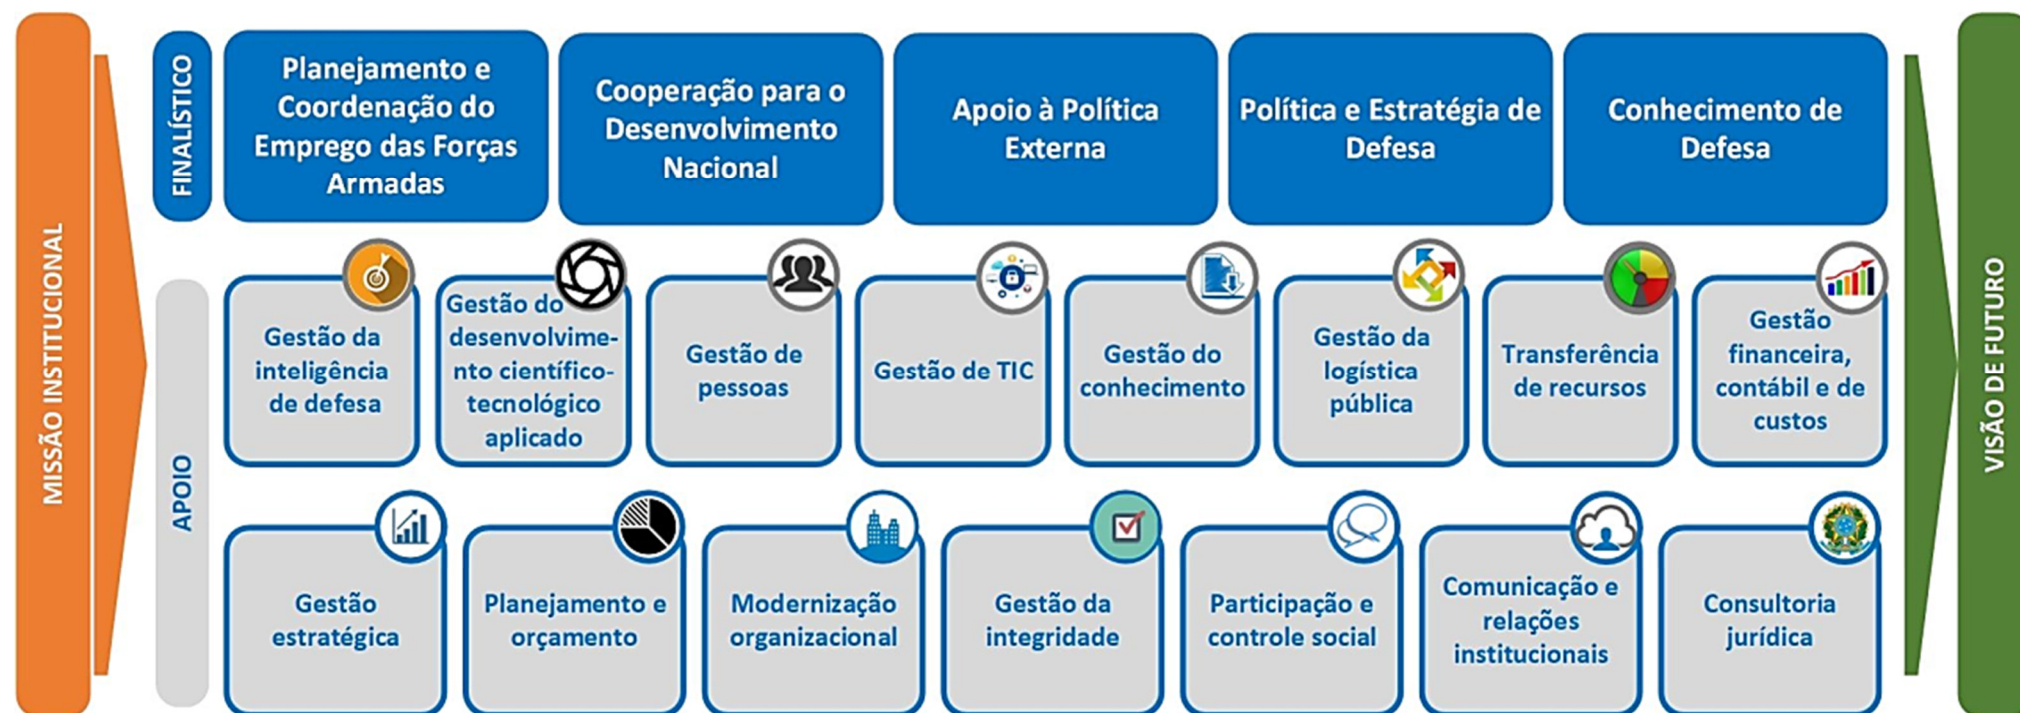 MISSÃO INSTITUCIONAL
FINALÍSTICO
Planejamento e
Coordenação do
Emprego das Forças
Armadas
Cooperação para o
Desenvolvimento
Nacional
Apoio à Política
Externa
Política e Estratégia de
Defesa
Conhecimento de
Defesa
APOIO
Gestão da
inteligência
de defesa
Gestão do
desenvolvime-
nto científico-
tecnológico
aplicado
Gestão de
pessoas
Gestão de TIC
Gestão do
conhecimento
Gestão da
logística
pública
Transferência
de recursos
Gestão
financeira,
contábil e de
custos
Gestão
estratégica
Planejamento e
orçamento
Modernização
organizacional
Gestão da
integridade
Participação e
controle social
Comunicação e
relações
institucionais
Consultoria
jurídica
VISÃO DE FUTURO